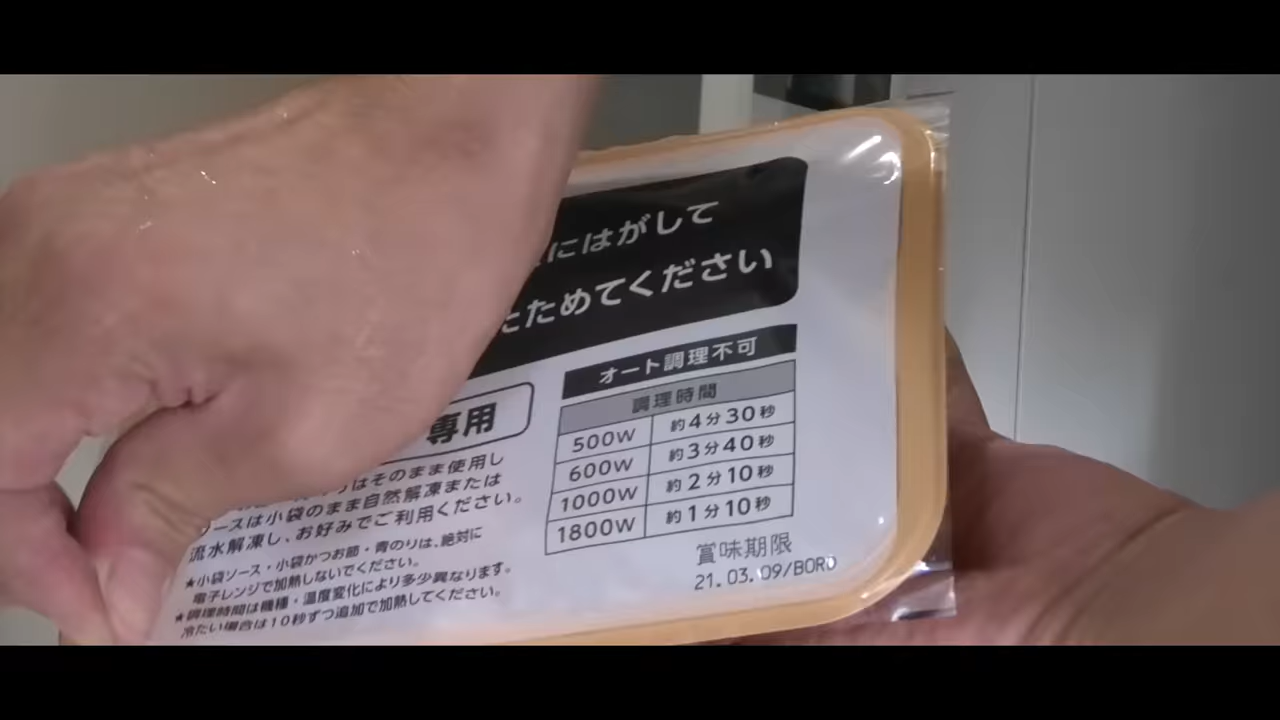 にはがして
ためてください
オート調理不可
調理時間
500W 約4分30秒
600W 約3分40秒
1000W 約2分10秒
1800W 約1分10秒
専用
はそのまま使用し
ソースは小袋のまま自然解凍または
流水解凍し、お好みでご利用ください。
★小袋ソース・小袋かつお節・青のりは、絶対に
電子レンジで加熱しないでください。
★調理時間は機種・温度変化により多少異なります。
冷たい場合は10秒ずつ追加で加熱してください。
賞味期限
21.03.09/BORD